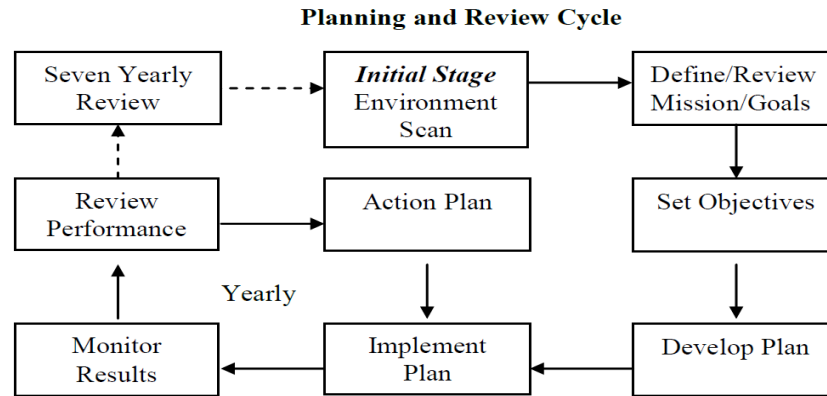 Planning and Review Cycle
Seven Yearly
Review
Initial Stage
Environment
Scan
Define/Review
Mission/Goals
Review
Performance
Action Plan
Set Objectives
Yearly
Monitor
Results
Implement
Plan
Develop Plan